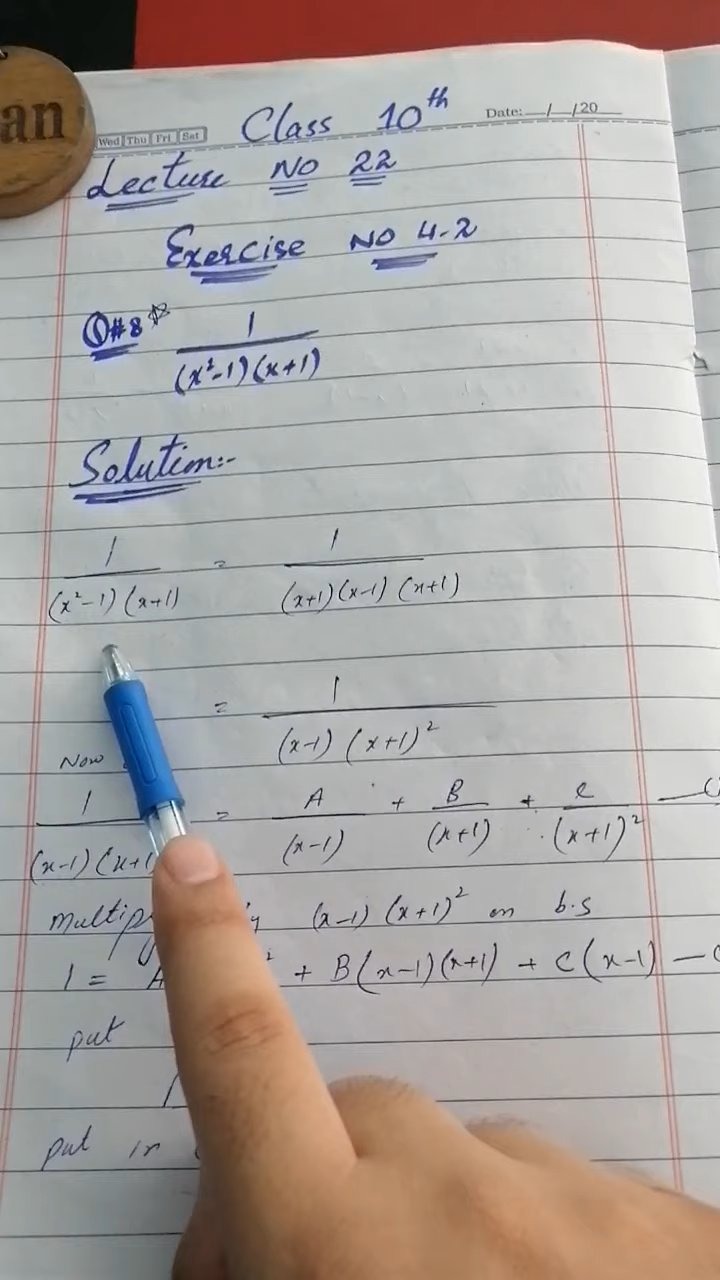 an
Wed Thu Fri Sat
Class 10th
Date: / /20
Lecture NO 22
Exercise NO 4.2
Q#8
1
(x²-1)(x+1)
Solution:-
1 = 1
(x²-1)(x+1) (x+1)(x-1)(x+1)
= 1
(x-1)(x+1)²
Now
1 = A + B + C
(x-1)(x+1 (x-1) (x+1) (x+1)²
(x-1)(x+1)² on b.s
1 = A ² + B(x-1)(x+1) + C(x-1)
put
1
put in